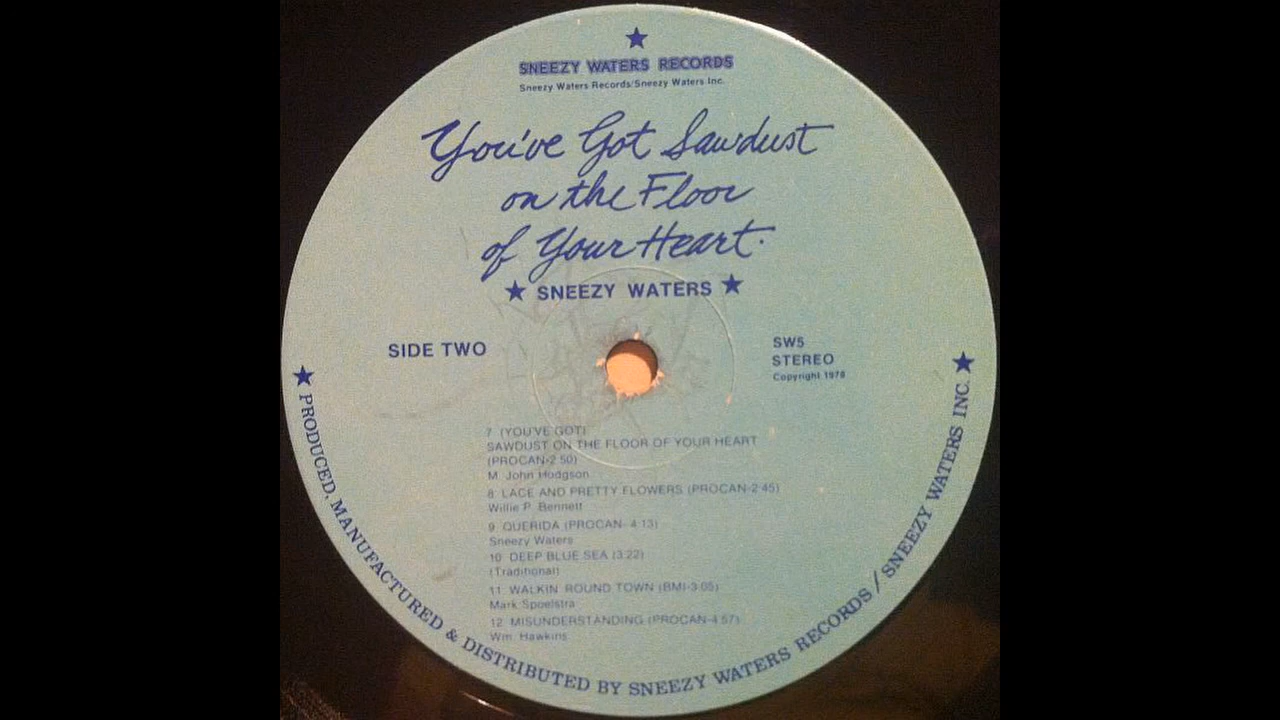 ★
SNEEZY WATERS RECORDS
Sneezy Waters Records/Sneezy Waters Inc.
You've Got Sawdust
on the Floor
of Your Heart.
★ SNEEZY WATERS ★
SIDE TWO
SW5
STEREO
Copyright 1978
7 (YOU'VE GOT)
SAWDUST ON THE FLOOR OF YOUR HEART
(PROCAN-2:50)
M. John Hodgson
8 LACE AND PRETTY FLOWERS (PROCAN-2:45)
Willie P. Bennett
9 QUERIDA (PROCAN- 4:13)
Sneezy Waters
10 DEEP BLUE SEA (3:22)
(Traditional)
11 WALKIN' ROUND TOWN (BMI-3:05)
Mark Spoelstra
12 MISUNDERSTANDING (PROCAN-4:57)
Wm. Hawkins
★ PRODUCED, MANUFACTURED & DISTRIBUTED BY SNEEZY WATERS RECORDS / SNEEZY WATERS INC. ★